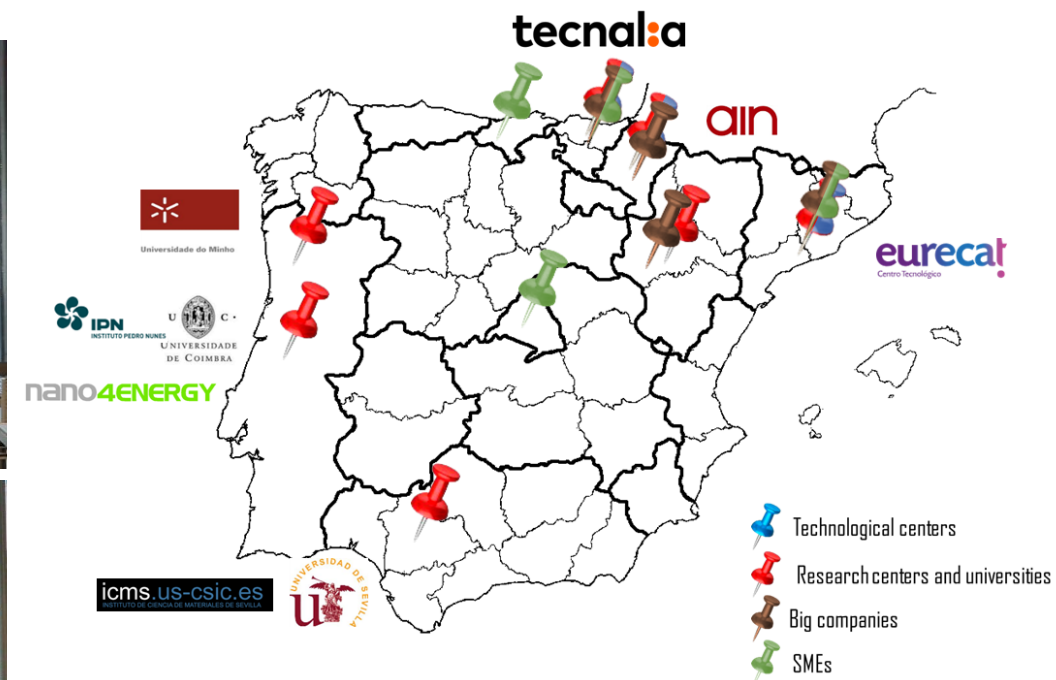 tecnal:a
ain
Universidade do Minho
eurecat
Centro Tecnológico
IPN
INSTITUTO PEDRO NUNES
U C
UNIVERSIDADE
DE COIMBRA
nano4ENERGY
Technological centers
Research centers and universities
Big companies
SMEs
icms.us-csic.es
INSTITUTO DE CIENCIA DE MATERIALES DE SEVILLA
UNIVERSIDAD DE SEVILLA
US